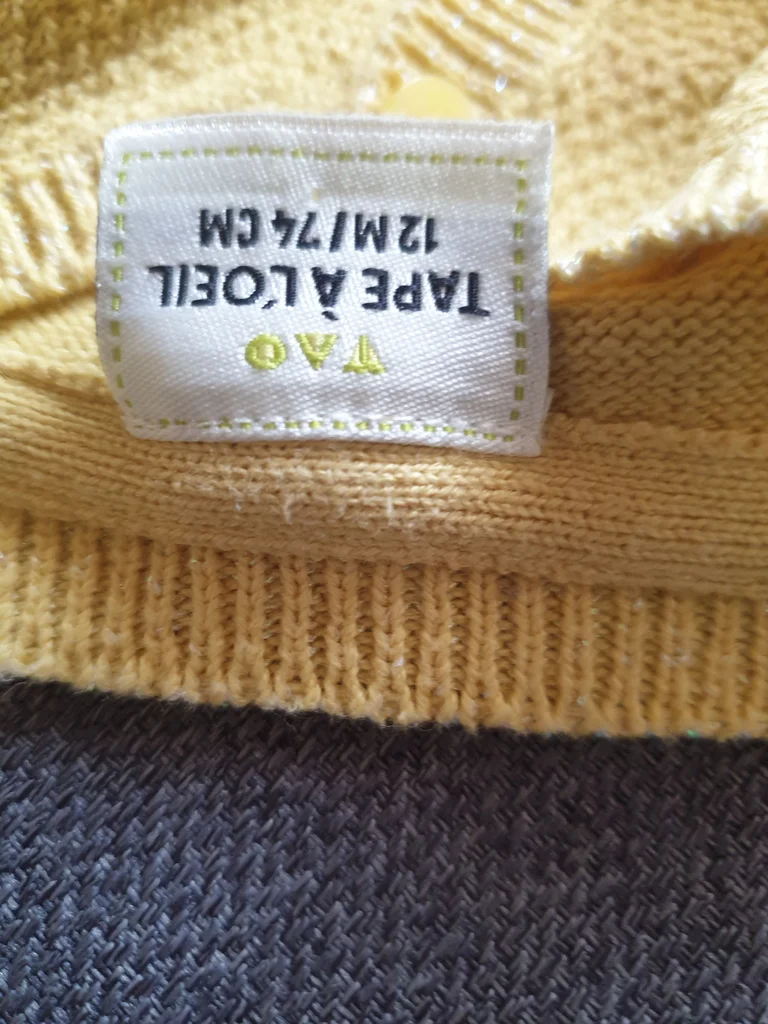 TAO
TAPE À L'OEIL
12 M / 74 CM